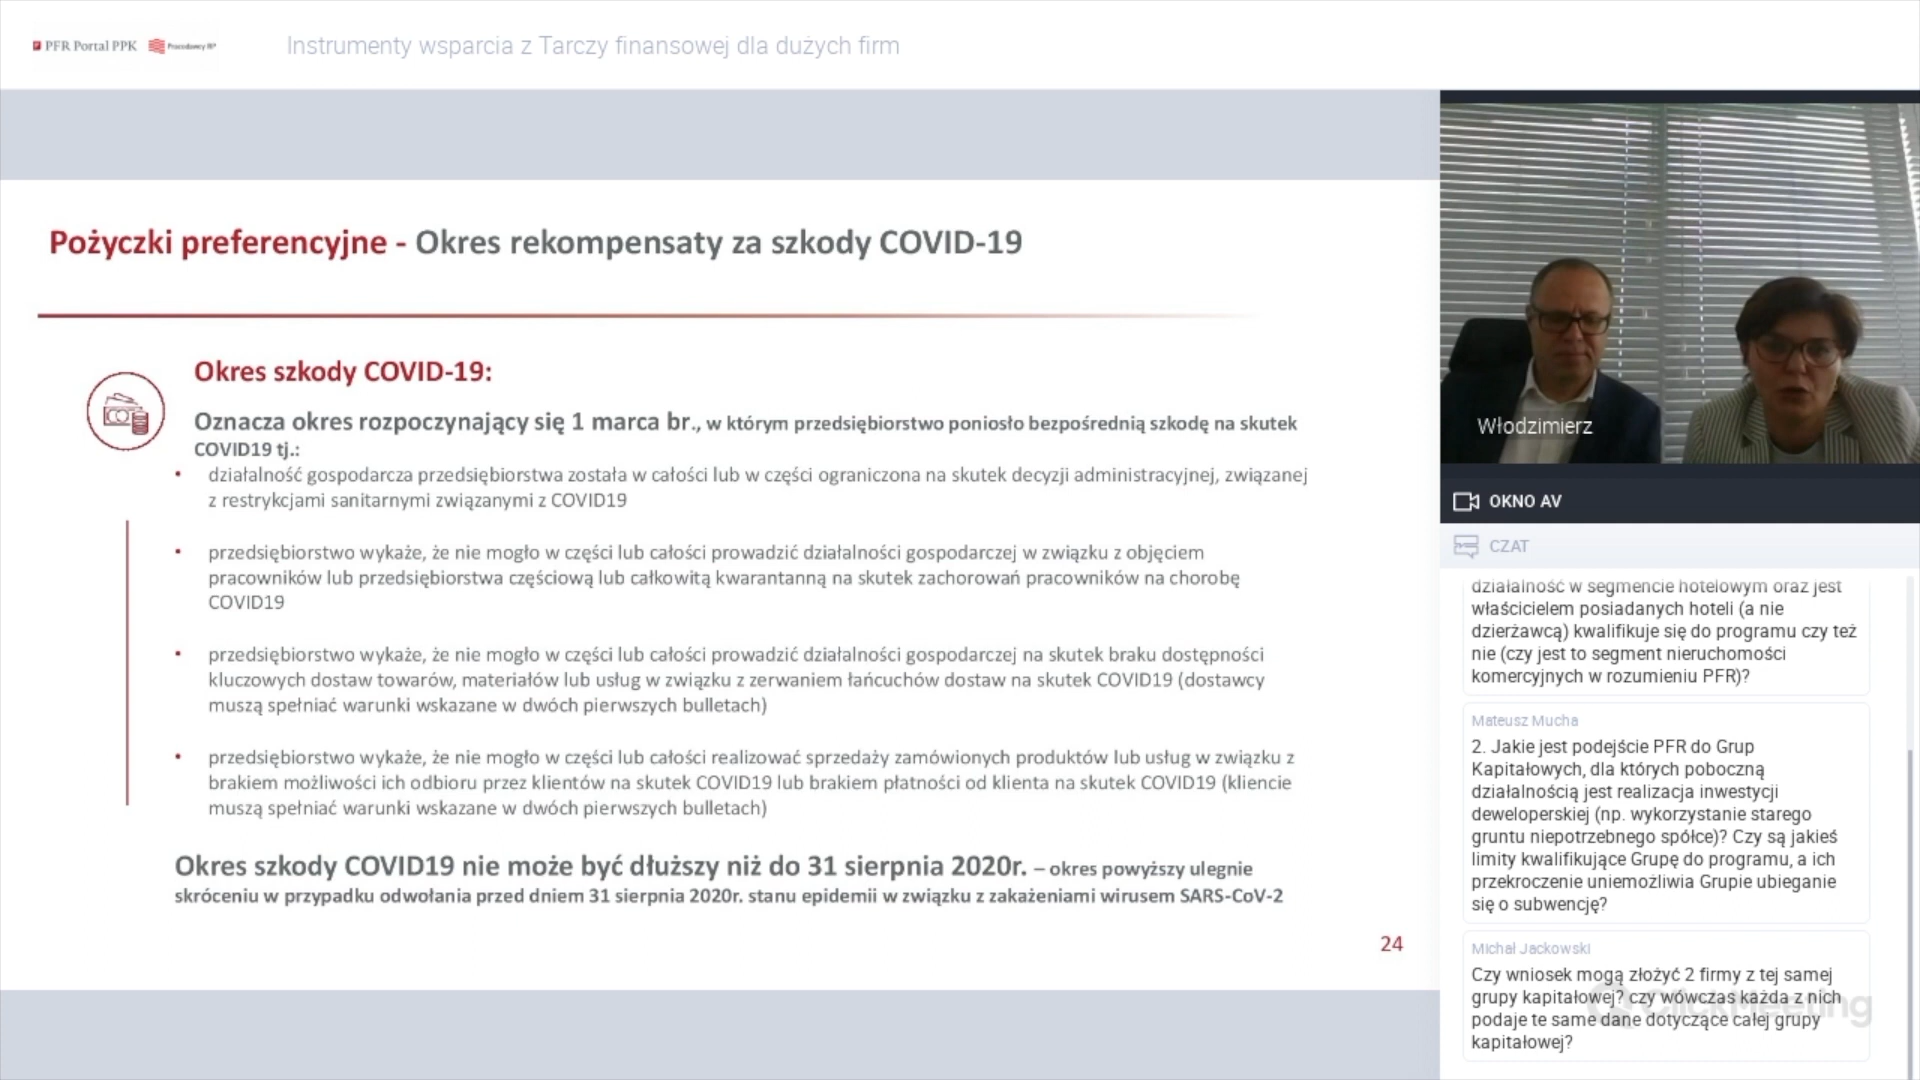 PFR Portal PPK
Pracodawcy RP
Instrumenty wsparcia z Tarczy finansowej dla dużych firm
Pożyczki preferencyjne - Okres rekompensaty za szkody COVID-19
Okres szkody COVID-19:
Oznacza okres rozpoczynający się 1 marca br., w którym przedsiębiorstwo poniosło bezpośrednią szkodę na skutek
COVID19 tj.:
• działalność gospodarcza przedsiębiorstwa została w całości lub w części ograniczona na skutek decyzji administracyjnej, związanej
z restrykcjami sanitarnymi związanymi z COVID19
• przedsiębiorstwo wykaże, że nie mogło w części lub całości prowadzić działalności gospodarczej w związku z objęciem
pracowników lub przedsiębiorstwa częściową lub całkowitą kwarantanną na skutek zachorowań pracowników na chorobę
COVID19
• przedsiębiorstwo wykaże, że nie mogło w części lub całości prowadzić działalności gospodarczej na skutek braku dostępności
kluczowych dostaw towarów, materiałów lub usług w związku z zerwaniem łańcuchów dostaw na skutek COVID19 (dostawcy
muszą spełniać warunki wskazane w dwóch pierwszych bulletach)
• przedsiębiorstwo wykaże, że nie mogło w części lub całości realizować sprzedaży zamówionych produktów lub usług w związku z
brakiem możliwości ich odbioru przez klientów na skutek COVID19 lub brakiem płatności od klienta na skutek COVID19 (kliencie
muszą spełniać warunki wskazane w dwóch pierwszych bulletach)
Okres szkody COVID19 nie może być dłuższy niż do 31 sierpnia 2020r. – okres powyższy ulegnie
skróceniu w przypadku odwołania przed dniem 31 sierpnia 2020r. stanu epidemii w związku z zakażeniami wirusem SARS-CoV-2
24
Włodzimierz
OKNO AV
CZAT
działalność w segmencie hotelowym oraz jest
właścicielem posiadanych hoteli (a nie
dzierżawcą) kwalifikuje się do programu czy też
nie (czy jest to segment nieruchomości
komercyjnych w rozumieniu PFR)?
Mateusz Mucha
2. Jakie jest podejście PFR do Grup
Kapitałowych, dla których poboczną
działalnością jest realizacja inwestycji
deweloperskiej (np. wykorzystanie starego
gruntu niepotrzebnego spółce)? Czy są jakieś
limity kwalifikujące Grupę do programu, a ich
przekroczenie uniemożliwia Grupie ubieganie
się o subwencję?
Michał Jackowski
Czy wniosek mogą złożyć 2 firmy z tej samej
grupy kapitałowej? czy wówczas każda z nich
podaje te same dane dotyczące całej grupy
kapitałowej?
ClickMeeting